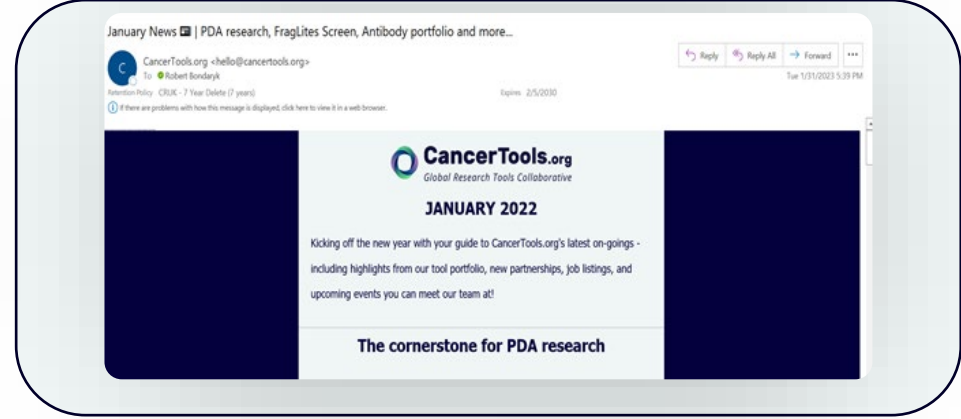 January News | PDA research, FragLites Screen, Antibody portfolio and more...
Reply
Reply All
Forward
C
CancerTools.org <hello@cancertools.org>
To Robert Bondaryk
Tue 1/31/2023 5:39 PM
Retention Policy CRUK - 7 Year Delete (7 years)
Expires 2/5/2030
If there are problems with how this message is displayed, click here to view it in a web browser.
CancerTools.org
Global Research Tools Collaborative
JANUARY 2022
Kicking off the new year with your guide to CancerTools.org's latest on-goings -
including highlights from our tool portfolio, new partnerships, job listings, and
upcoming events you can meet our team at!
The cornerstone for PDA research